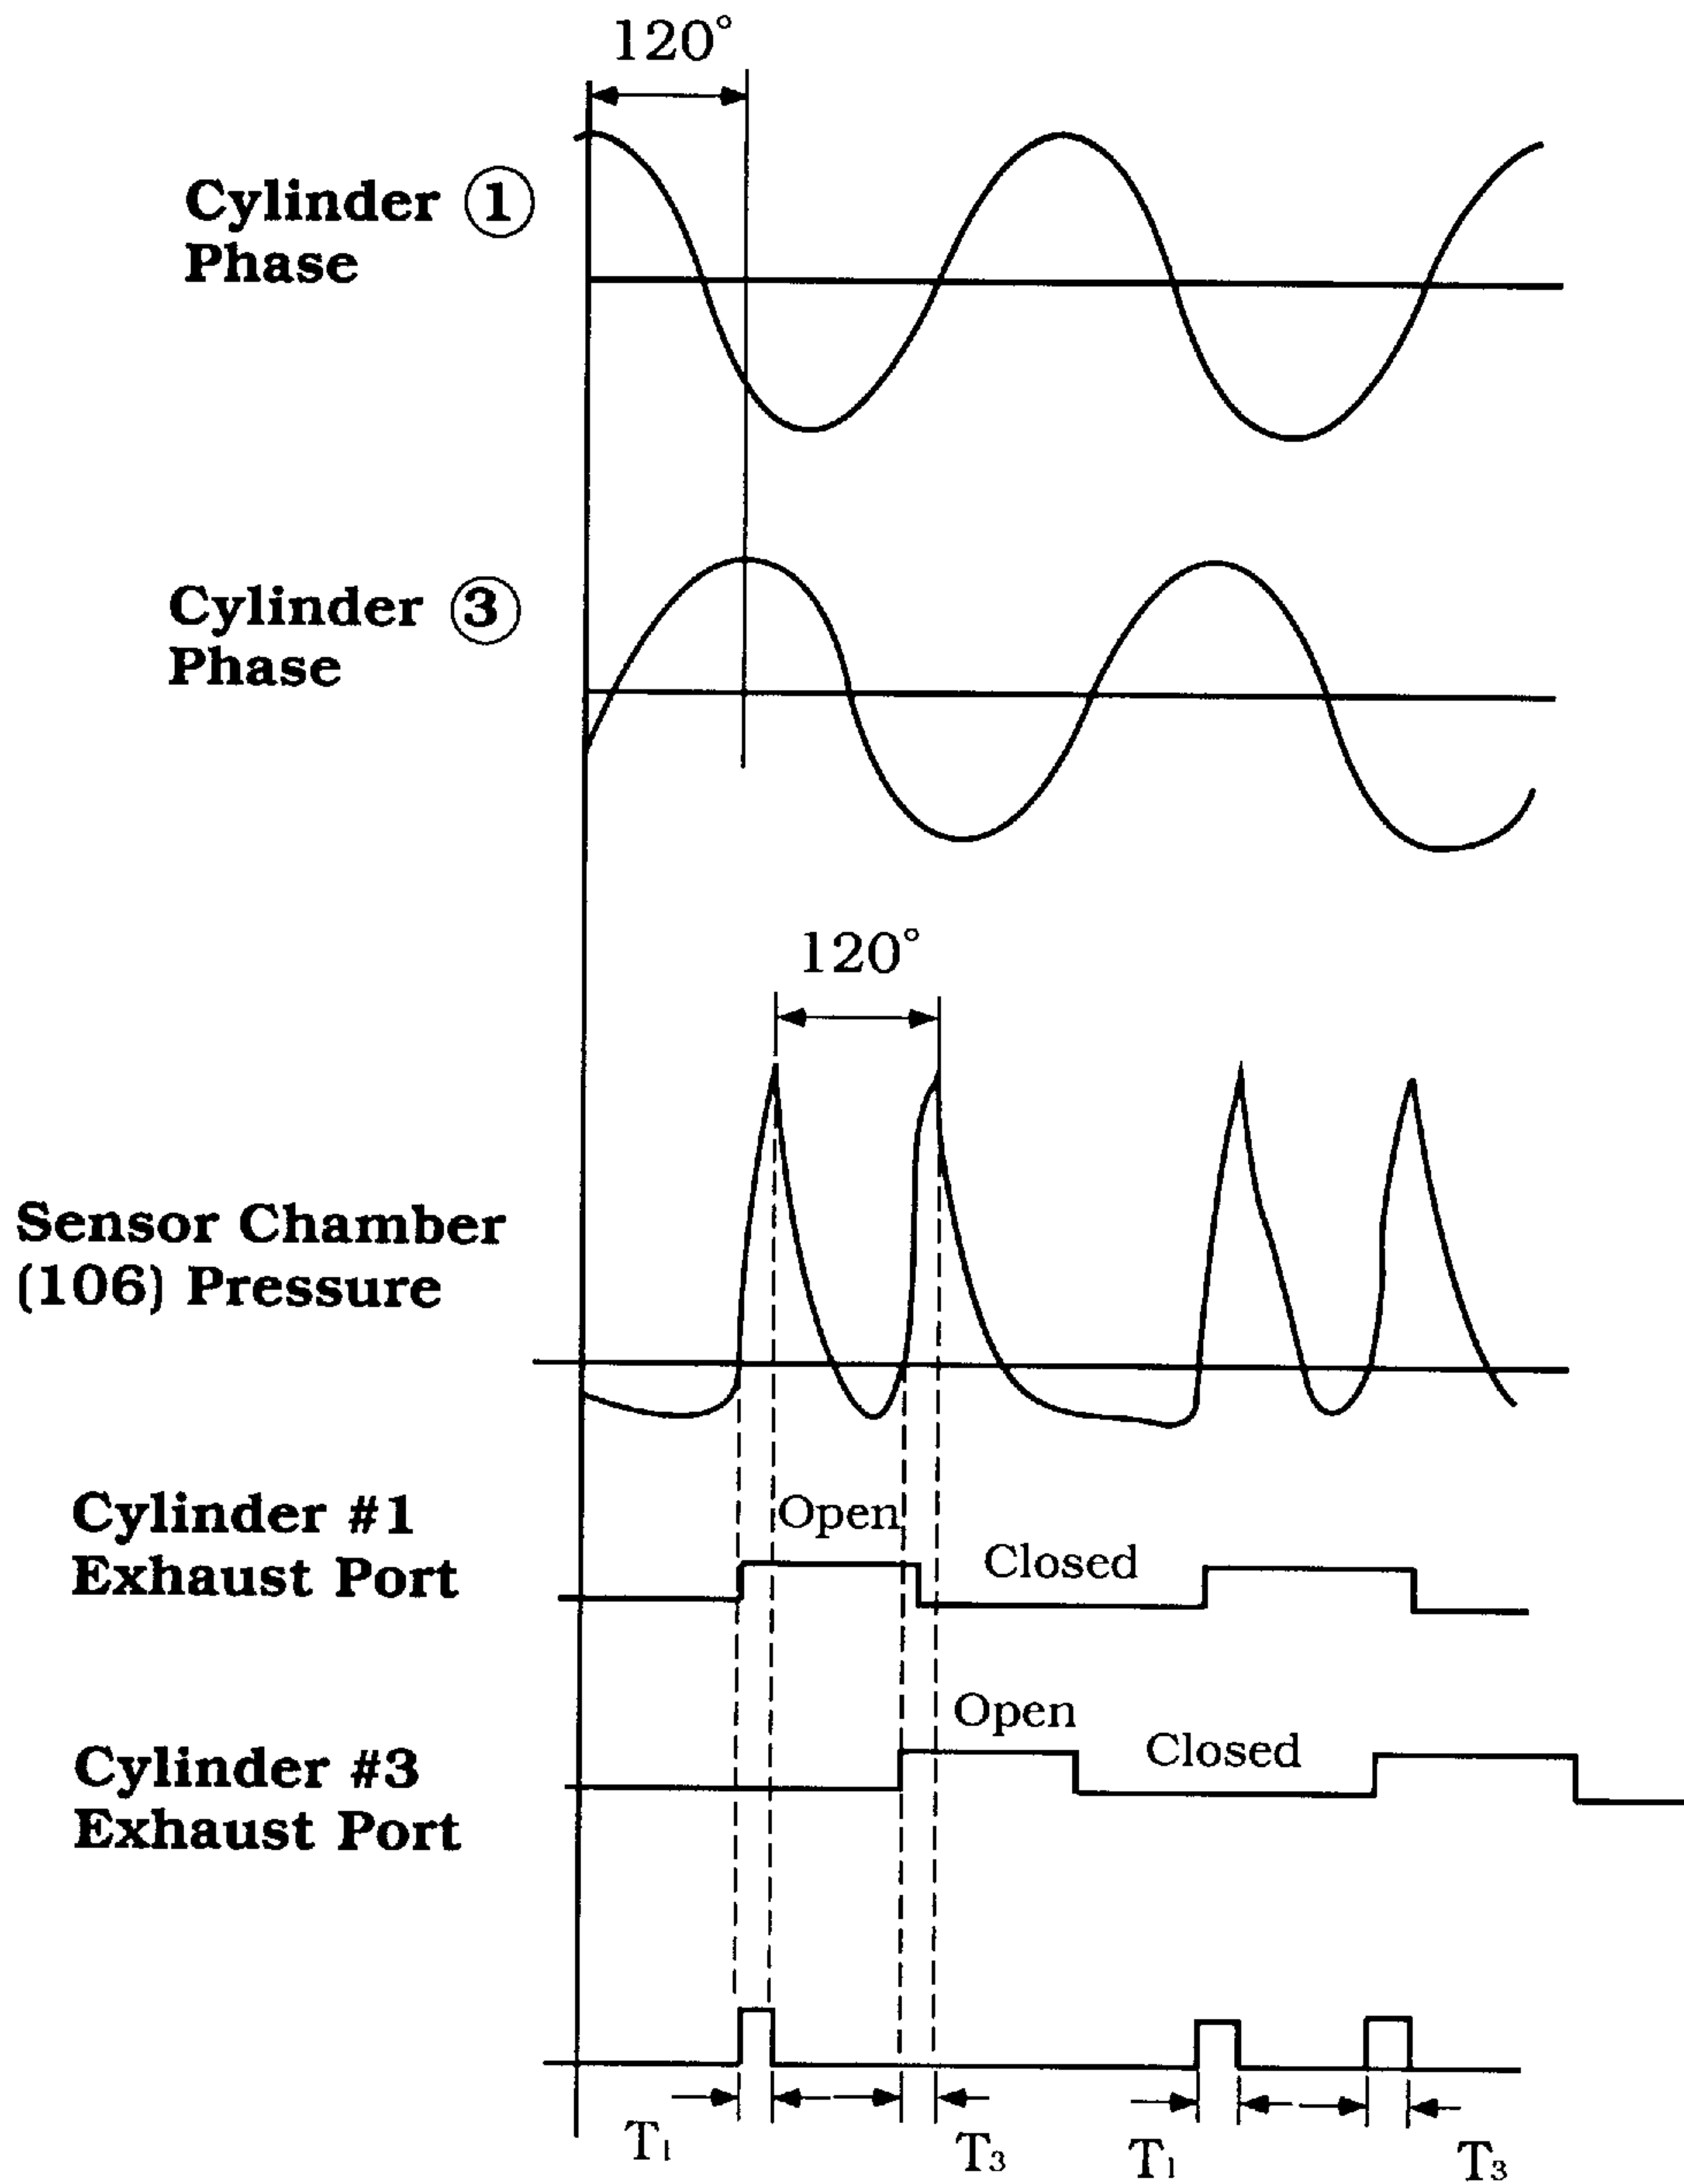 120°
Cylinder ①
Phase
Cylinder ③
Phase
120°
Sensor Chamber
(106) Pressure
Cylinder #1
Exhaust Port
Open
Closed
Cylinder #3
Exhaust Port
Open
Closed
T₁
T₃
T₁
T₃